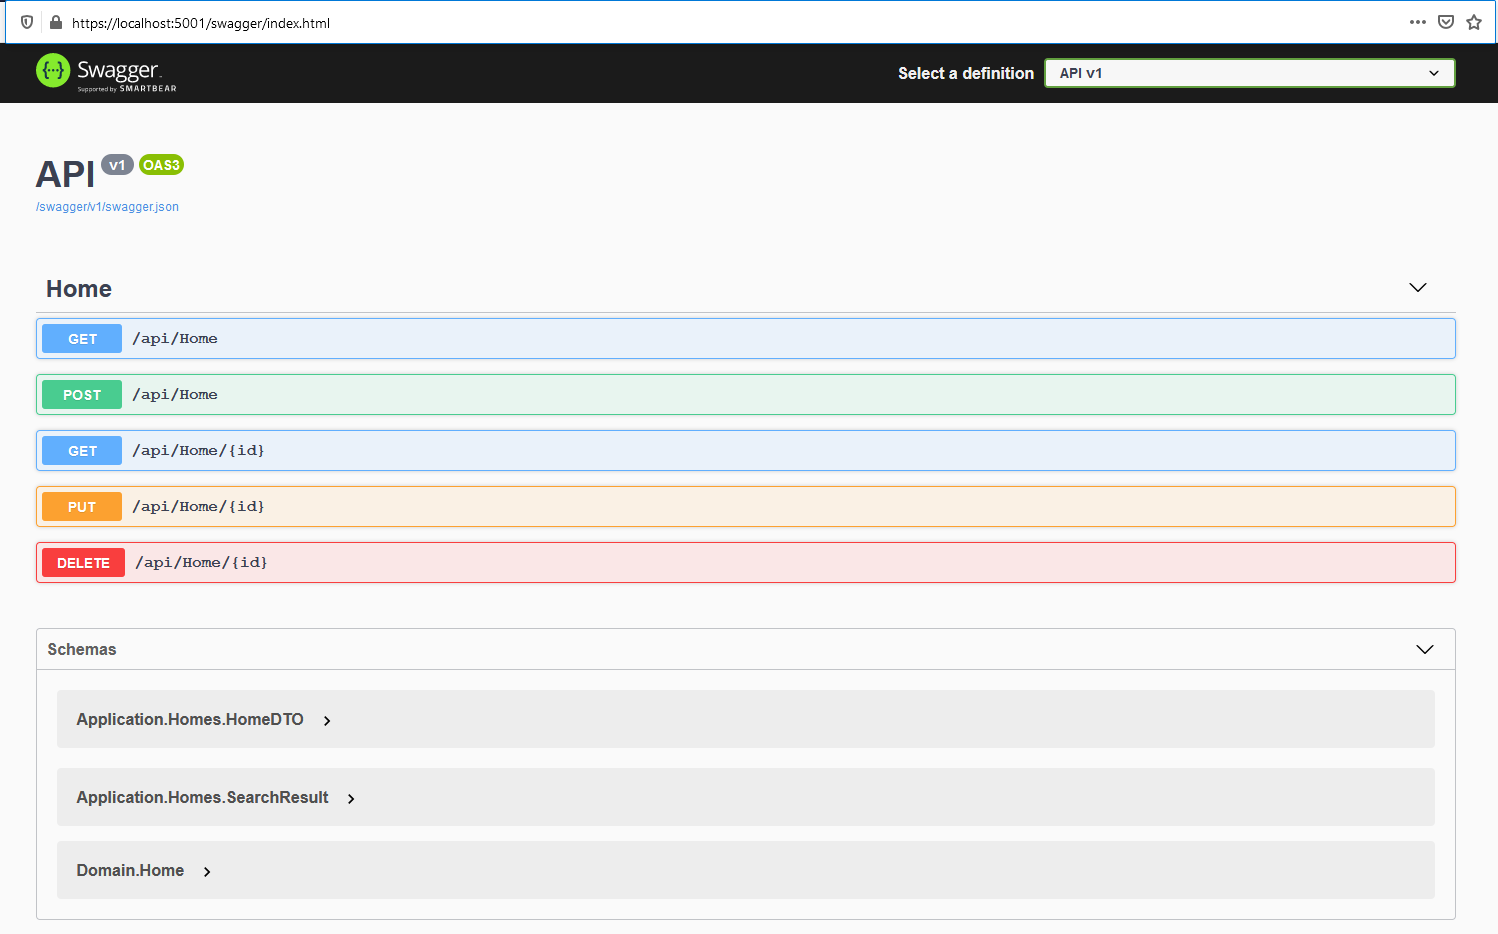 https://localhost:5001/swagger/index.html
{··} Swagger
Supported by SMARTBEAR
Select a definition API v1
API v1 OAS3
/swagger/v1/swagger.json
Home
GET /api/Home
POST /api/Home
GET /api/Home/{id}
PUT /api/Home/{id}
DELETE /api/Home/{id}
Schemas
Application.Homes.HomeDTO
Application.Homes.SearchResult
Domain.Home